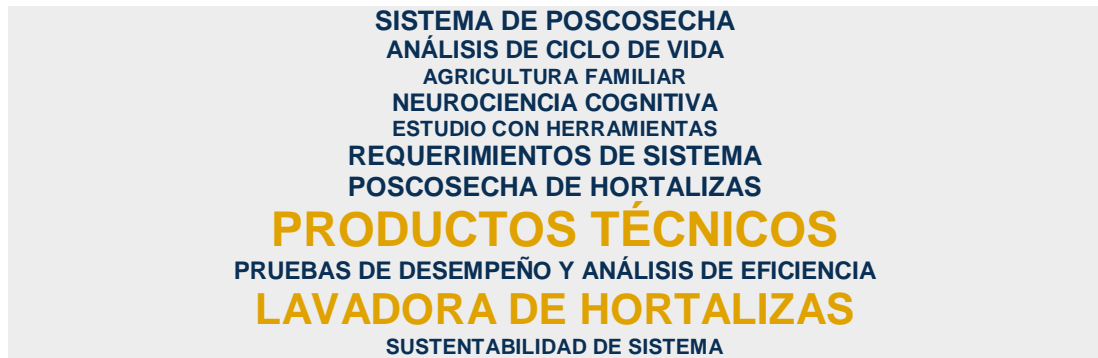 SISTEMA DE POSCOSECHA
ANÁLISIS DE CICLO DE VIDA
AGRICULTURA FAMILIAR
NEUROCIENCIA COGNITIVA
ESTUDIO CON HERRAMIENTAS
REQUERIMIENTOS DE SISTEMA
POSCOSECHA DE HORTALIZAS
PRODUCTOS TÉCNICOS
PRUEBAS DE DESEMPEÑO Y ANÁLISIS DE EFICIENCIA
LAVADORA DE HORTALIZAS
SUSTENTABILIDAD DE SISTEMA